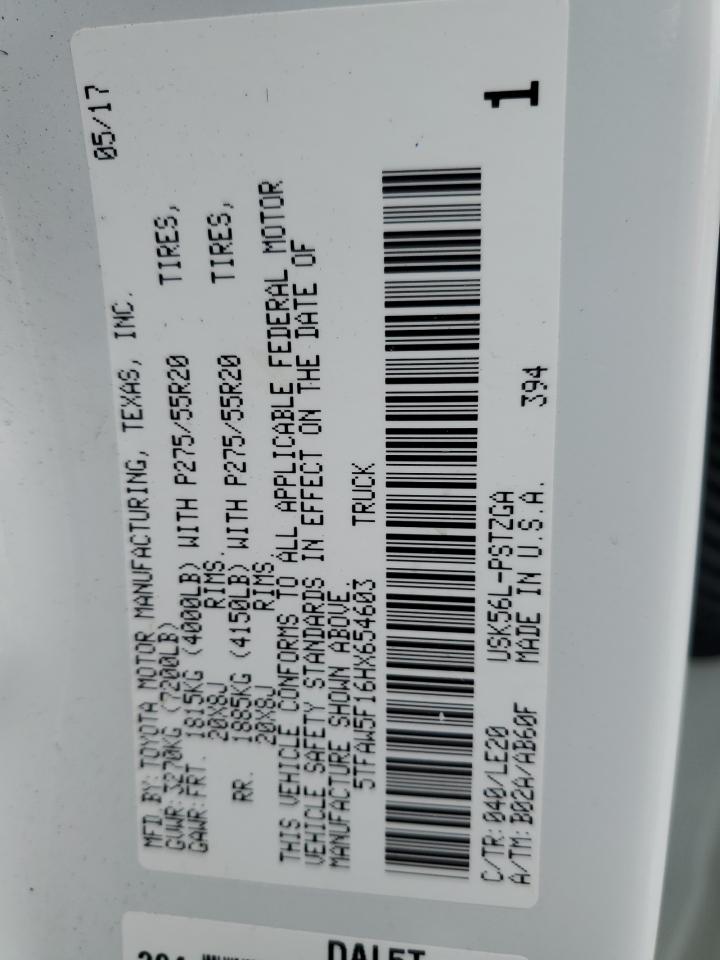 MFD BY: TOYOTA MOTOR MANUFACTURING, TEXAS, INC. 05/17
GVWR: 3270KG (7200LB)
GAWR: FRT. 1815KG (4000LB) WITH P275/55R20 TIRES,
20X8J RIMS.
RR. 1885KG (4150LB) WITH P275/55R20 TIRES,
20X8J RIMS
THIS VEHICLE CONFORMS TO ALL APPLICABLE FEDERAL MOTOR
VEHICLE SAFETY STANDARDS IN EFFECT ON THE DATE OF
MANUFACTURE SHOWN ABOVE.
5TFAW5F16HX654603 TRUCK
C/TR: 040/LE20 USK56L-PSTZGA 1
A/TM: B02A/AB60F MADE IN U.S.A. 394